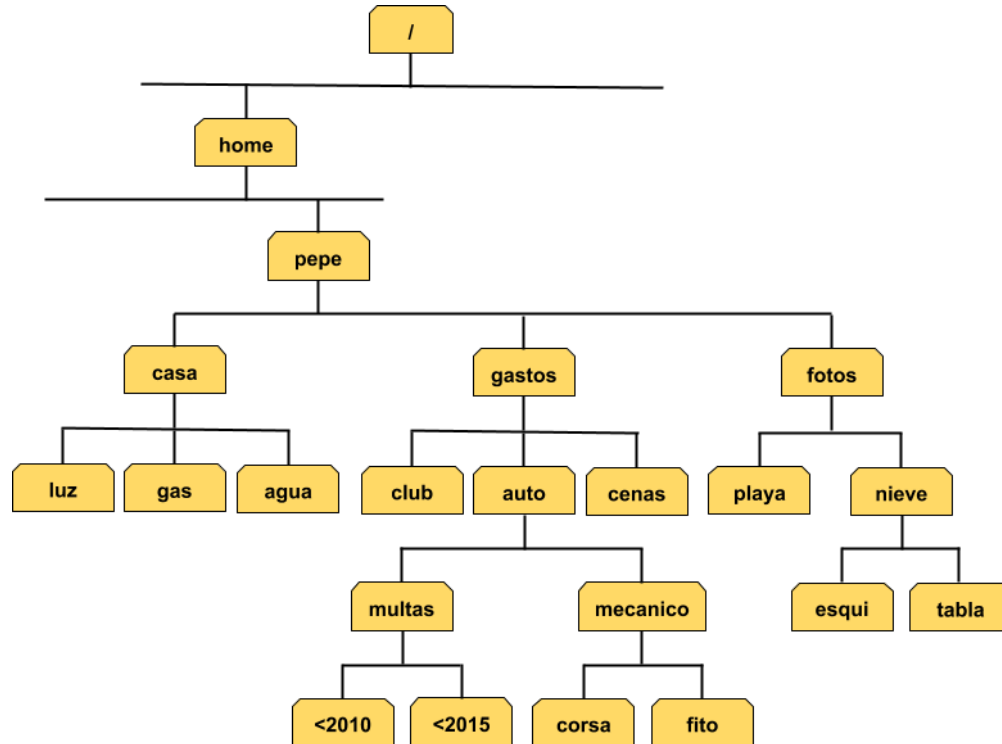 /
home
pepe
casa
gastos
fotos
luz
gas
agua
club
auto
cenas
playa
nieve
multas
mecanico
esqui
tabla
<2010
<2015
corsa
fito